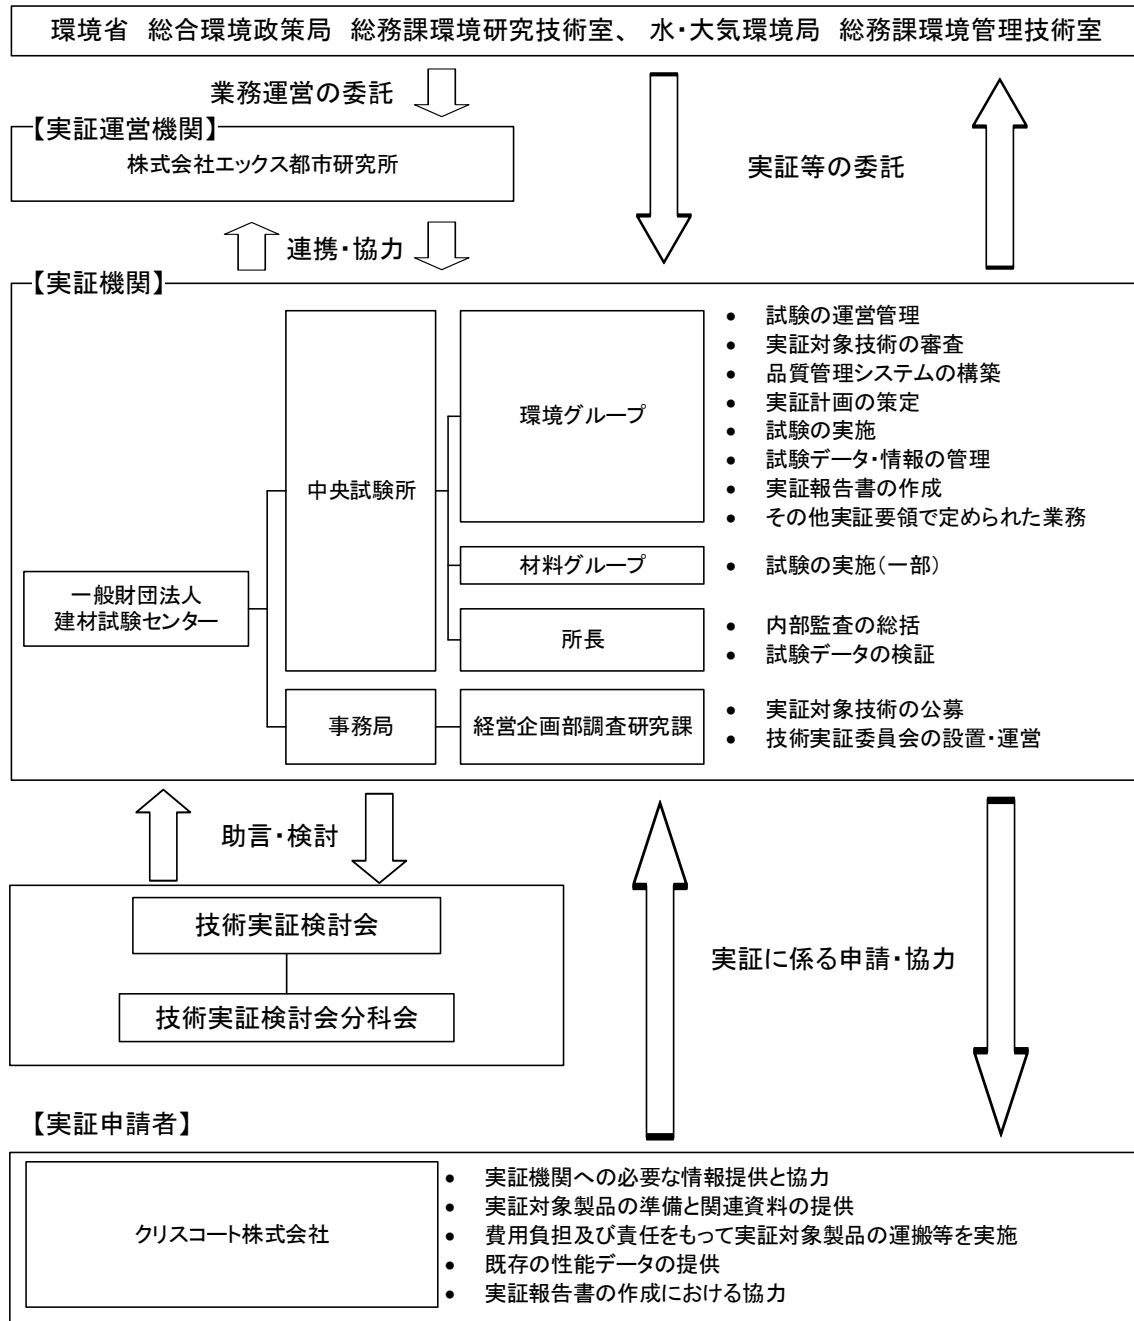 環境省 総合環境政策局 総務課環境研究技術室、 水・大気環境局 総務課環境管理技術室
業務運営の委託
【実証運営機関】
株式会社エックス都市研究所
実証等の委託
連携・協力
【実証機関】
一般財団法人
建材試験センター
中央試験所
環境グループ
• 試験の運営管理
• 実証対象技術の審査
• 品質管理システムの構築
• 実証計画の策定
• 試験の実施
• 試験データ・情報の管理
• 実証報告書の作成
• その他実証要領で定められた業務
材料グループ
• 試験の実施(一部)
所長
• 内部監査の総括
• 試験データの検証
事務局
経営企画部調査研究課
• 実証対象技術の公募
• 技術実証委員会の設置・運営
助言・検討
技術実証検討会
技術実証検討会分科会
実証に係る申請・協力
【実証申請者】
クリスコート株式会社
• 実証機関への必要な情報提供と協力
• 実証対象製品の準備と関連資料の提供
• 費用負担及び責任をもって実証対象製品の運搬等を実施
• 既存の性能データの提供
• 実証報告書の作成における協力